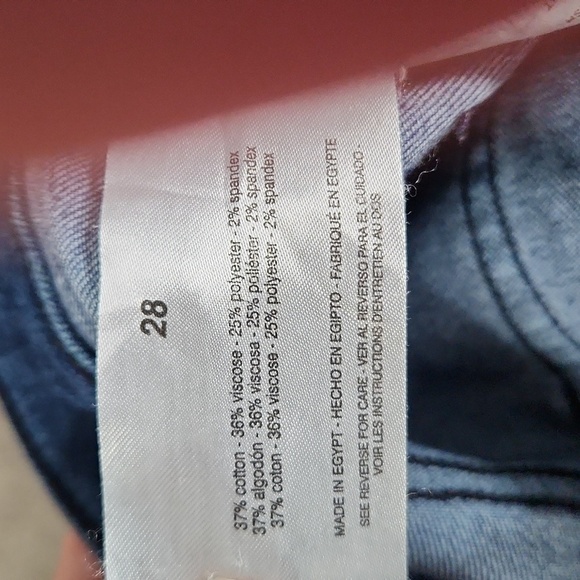 28
37% cotton - 36% viscose - 25% polyester - 2% spandex
37% algodón - 36% viscosa - 25% poliéster - 2% spandex
37% coton - 36% viscose - 25% polyester - 2% spandex
MADE IN EGYPT - HECHO EN EGIPTO - FABRIQUÉ EN EGYPTE
SEE REVERSE FOR CARE - VER AL REVERSO PARA EL CUIDADO -
VOIR LES INSTRUCTIONS D'ENTRETIEN AU DOS